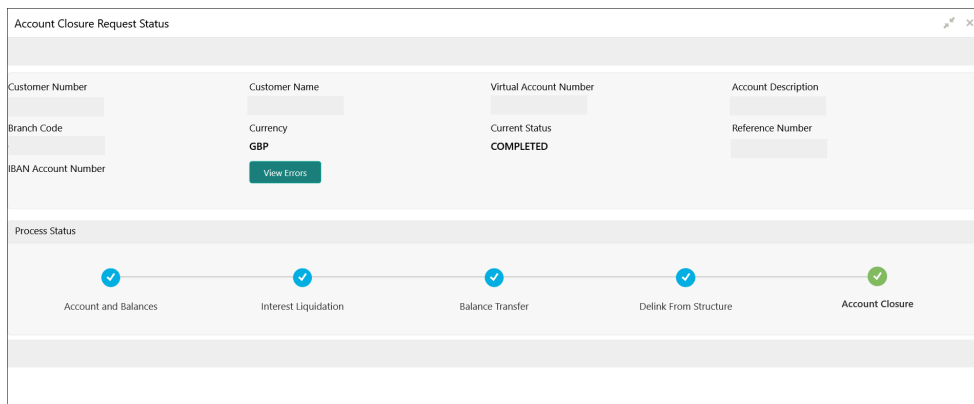 Account Closure Request Status
Customer Number Customer Name Virtual Account Number Account Description
Branch Code Currency Current Status Reference Number
GBP COMPLETED
IBAN Account Number View Errors
Process Status
Account and Balances Interest Liquidation Balance Transfer Delink From Structure Account Closure